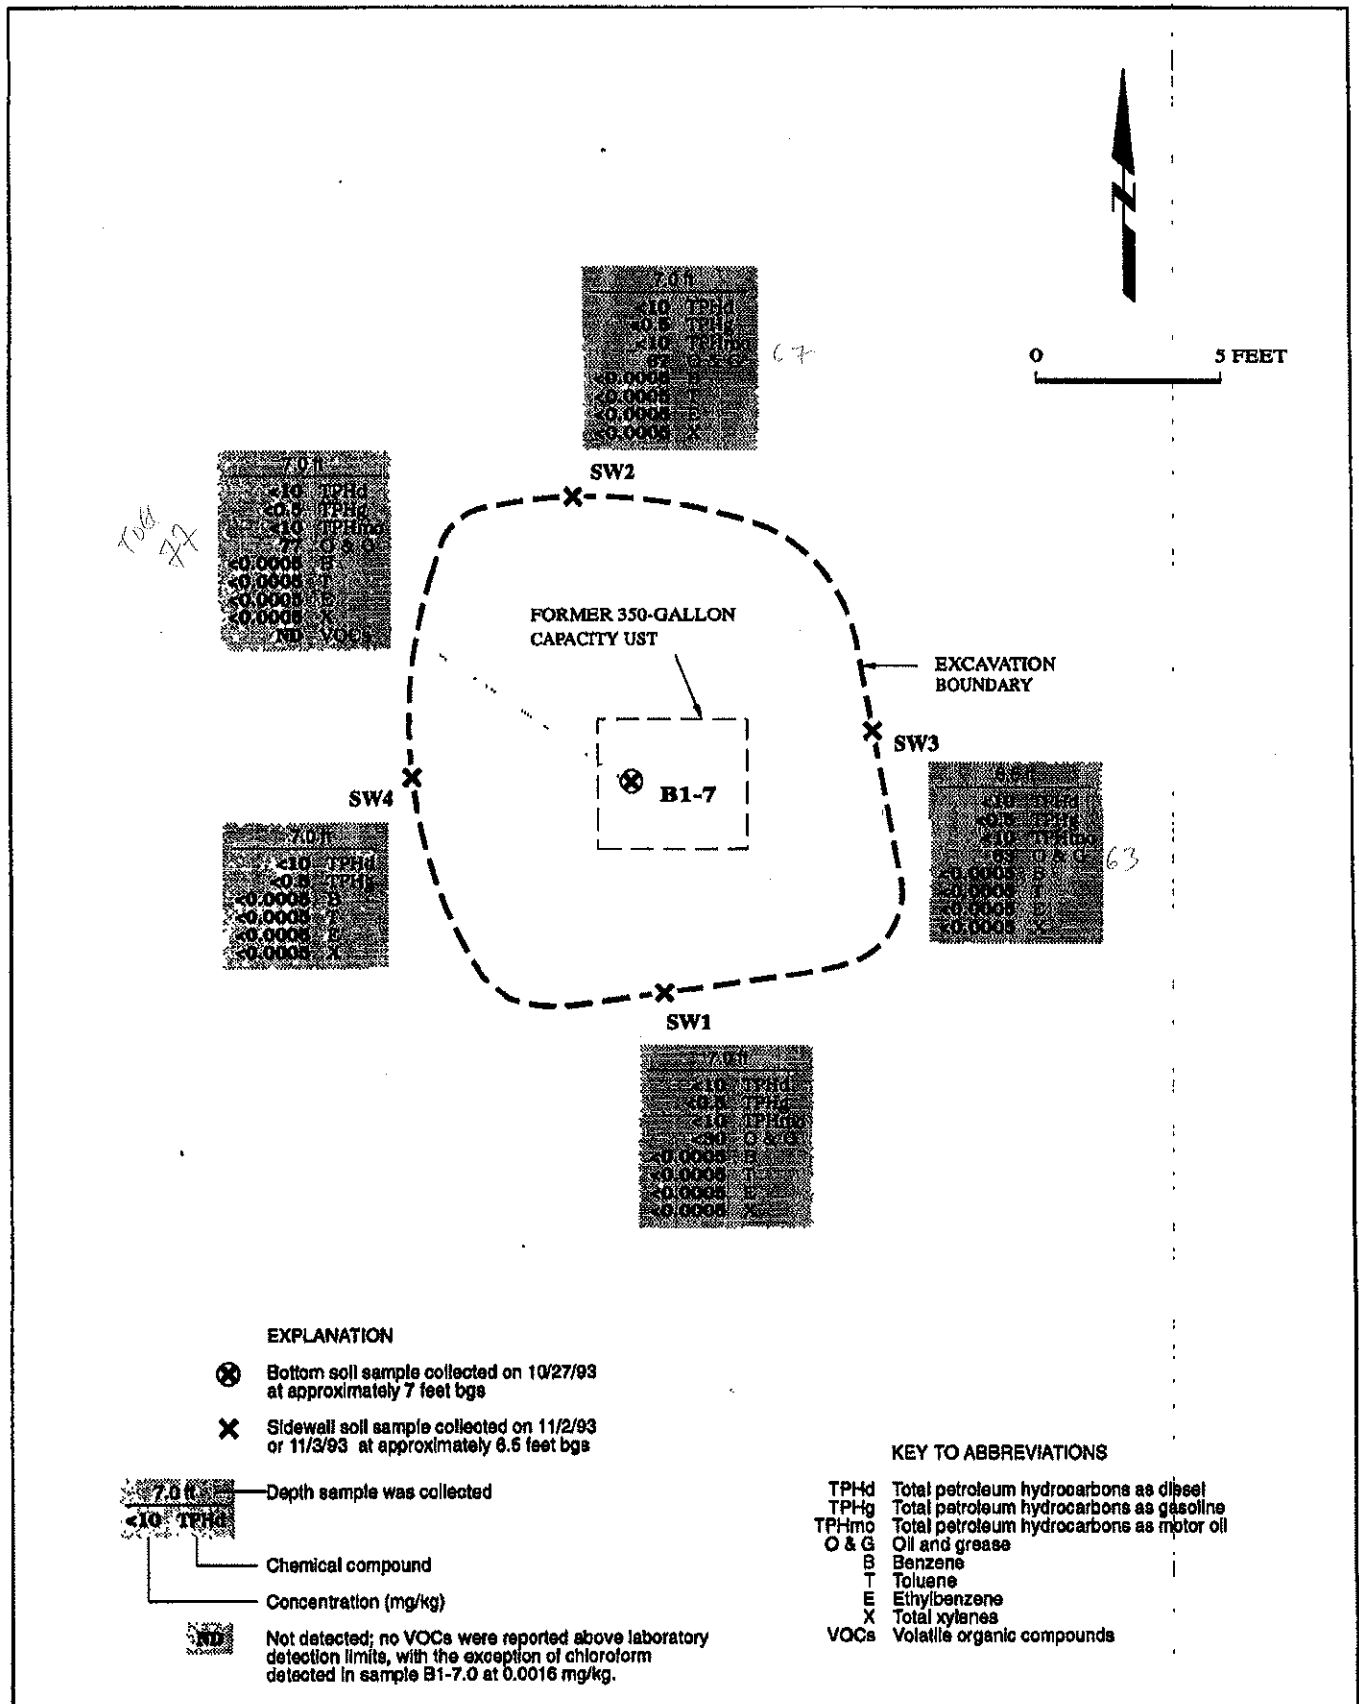 N
0 5 FEET
7.0 ft
<10 TPHd
<0.5 TPHg
<10 TPHmo
67 O & G
<0.0005 B
<0.0005 T
<0.0005 E
<0.0005 X
67
SW2
7.0 ft
<10 TPHd
<0.5 TPHg
<10 TPHmo
77 O & G
<0.0005 B
<0.0005 T
<0.0005 E
<0.0005 X
ND VOCs
77
FORMER 350-GALLON
CAPACITY UST
EXCAVATION
BOUNDARY
SW3
B1-7
SW4
<10 TPHd
<0.5 TPHg
<10 TPHmo
O & G
<0.0005 B
<0.0005 T
<0.0005 E
<0.0005 X
63
7.0 ft
<10 TPHd
<0.5 TPHg
<0.0005 B
<0.0005 T
<0.0005 E
<0.0005 X
SW1
7.0 ft
<10 TPHd
<0.5 TPHd
<10 TPHmo
O & G
<0.0005 B
<0.0005 T
<0.0005 E
<0.0005 X
EXPLANATION
Bottom soil sample collected on 10/27/93
at approximately 7 feet bgs
Sidewall soil sample collected on 11/2/93
or 11/3/93 at approximately 6.5 feet bgs
7.0 ft Depth sample was collected
<10 TPHd
Chemical compound
Concentration (mg/kg)
ND Not detected; no VOCs were reported above laboratory
detection limits, with the exception of chloroform
detected in sample B1-7.0 at 0.0016 mg/kg.
KEY TO ABBREVIATIONS
TPHd Total petroleum hydrocarbons as diesel
TPHg Total petroleum hydrocarbons as gasoline
TPHmo Total petroleum hydrocarbons as motor oil
O & G Oil and grease
B Benzene
T Toluene
E Ethylbenzene
X Total xylenes
VOCs Volatile organic compounds